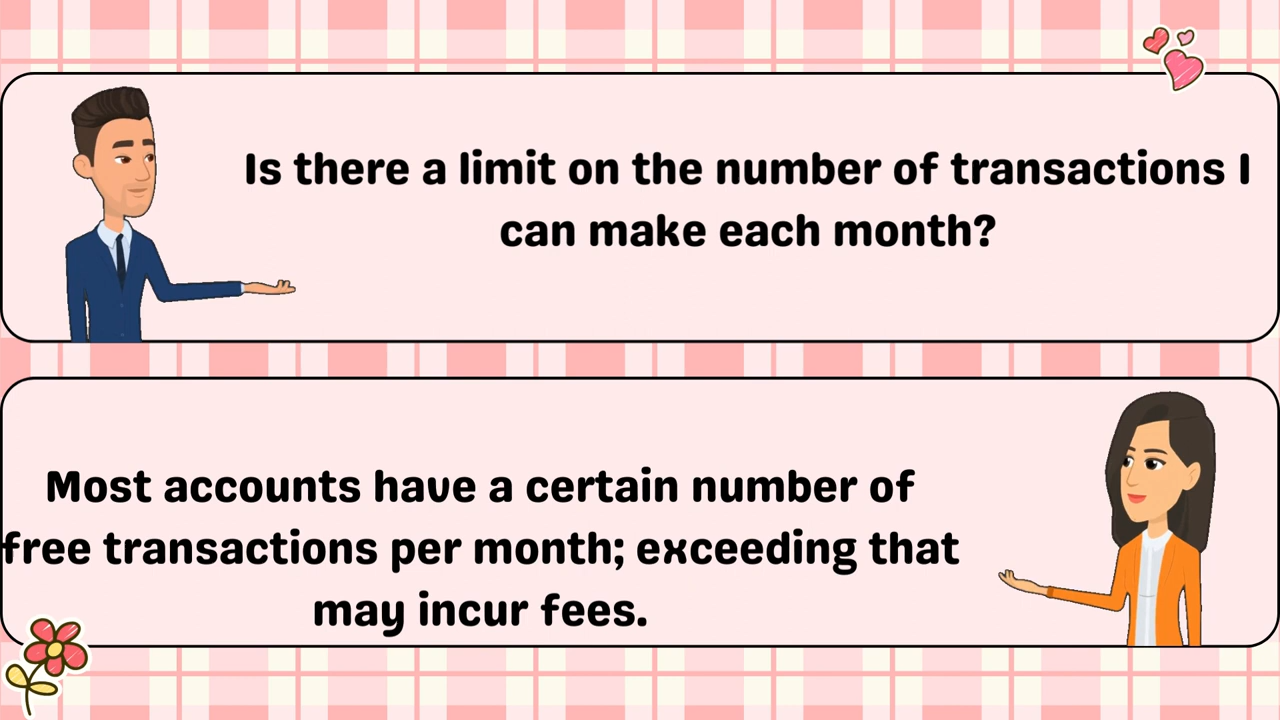 Is there a limit on the number of transactions I
can make each month?
Most accounts have a certain number of
free transactions per month; exceeding that
may incur fees.